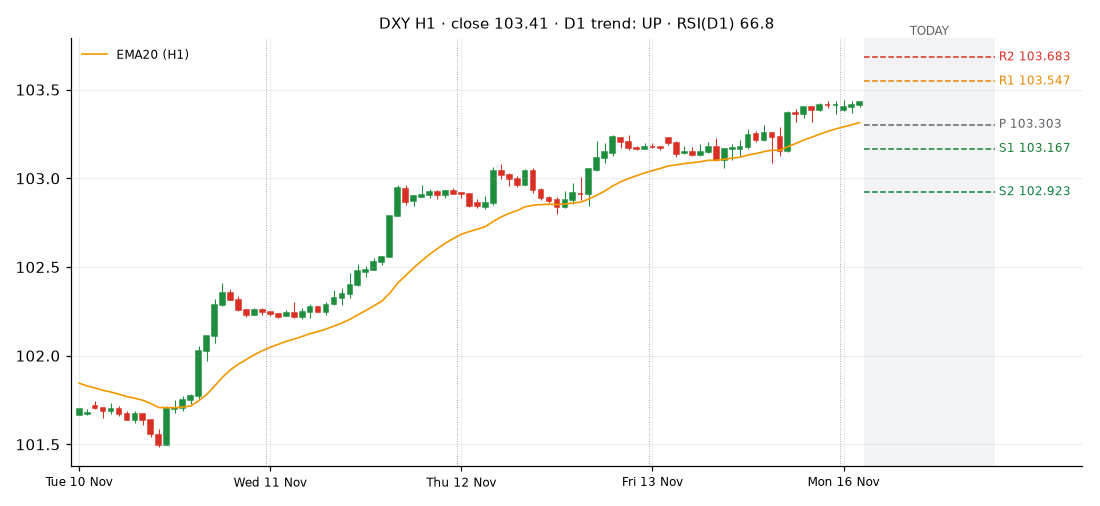 DXY H1 · close 103.41 · D1 trend: UP · RSI(D1) 66.8
TODAY
EMA20 (H1)
R2 103.683
R1 103.547
P 103.303
S1 103.167
S2 102.923
103.5
103.0
102.5
102.0
101.5
Tue 10 Nov
Wed 11 Nov
Thu 12 Nov
Fri 13 Nov
Mon 16 Nov